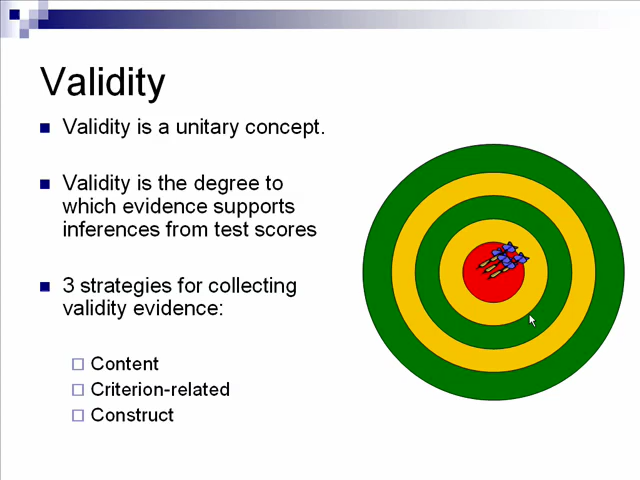 Validity
Validity is a unitary concept.
Validity is the degree to
which evidence supports
inferences from test scores
3 strategies for collecting
validity evidence:
Content
Criterion-related
Construct